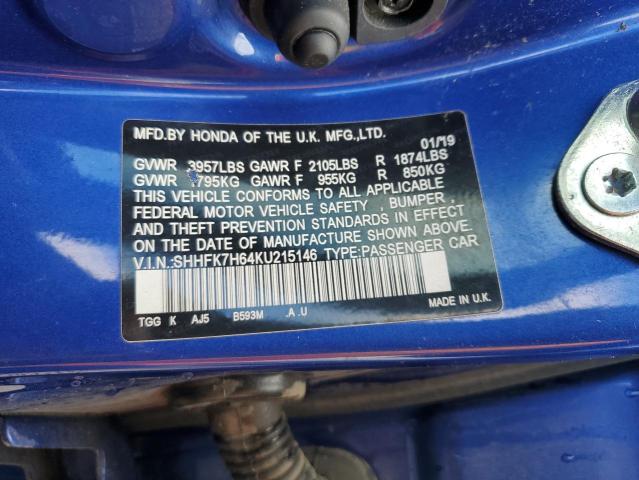 MFD.BY HONDA OF THE U.K. MFG.,LTD.
01/19
GVWR 3957LBS GAWR F 2105LBS R 1874LBS
GVWR 795KG GAWR F 955KG R 850KG
THIS VEHICLE CONFORMS TO ALL APPLICABLE
FEDERAL MOTOR VEHICLE SAFETY , BUMPER ,
AND THEFT PREVENTION STANDARDS IN EFFECT
ON THE DATE OF MANUFACTURE SHOWN ABOVE.
V.I.N.:SHHFK7H64KU215146 TYPE:PASSENGER CAR
TGG K AJ5 B593M .A .U
MADE IN U.K.